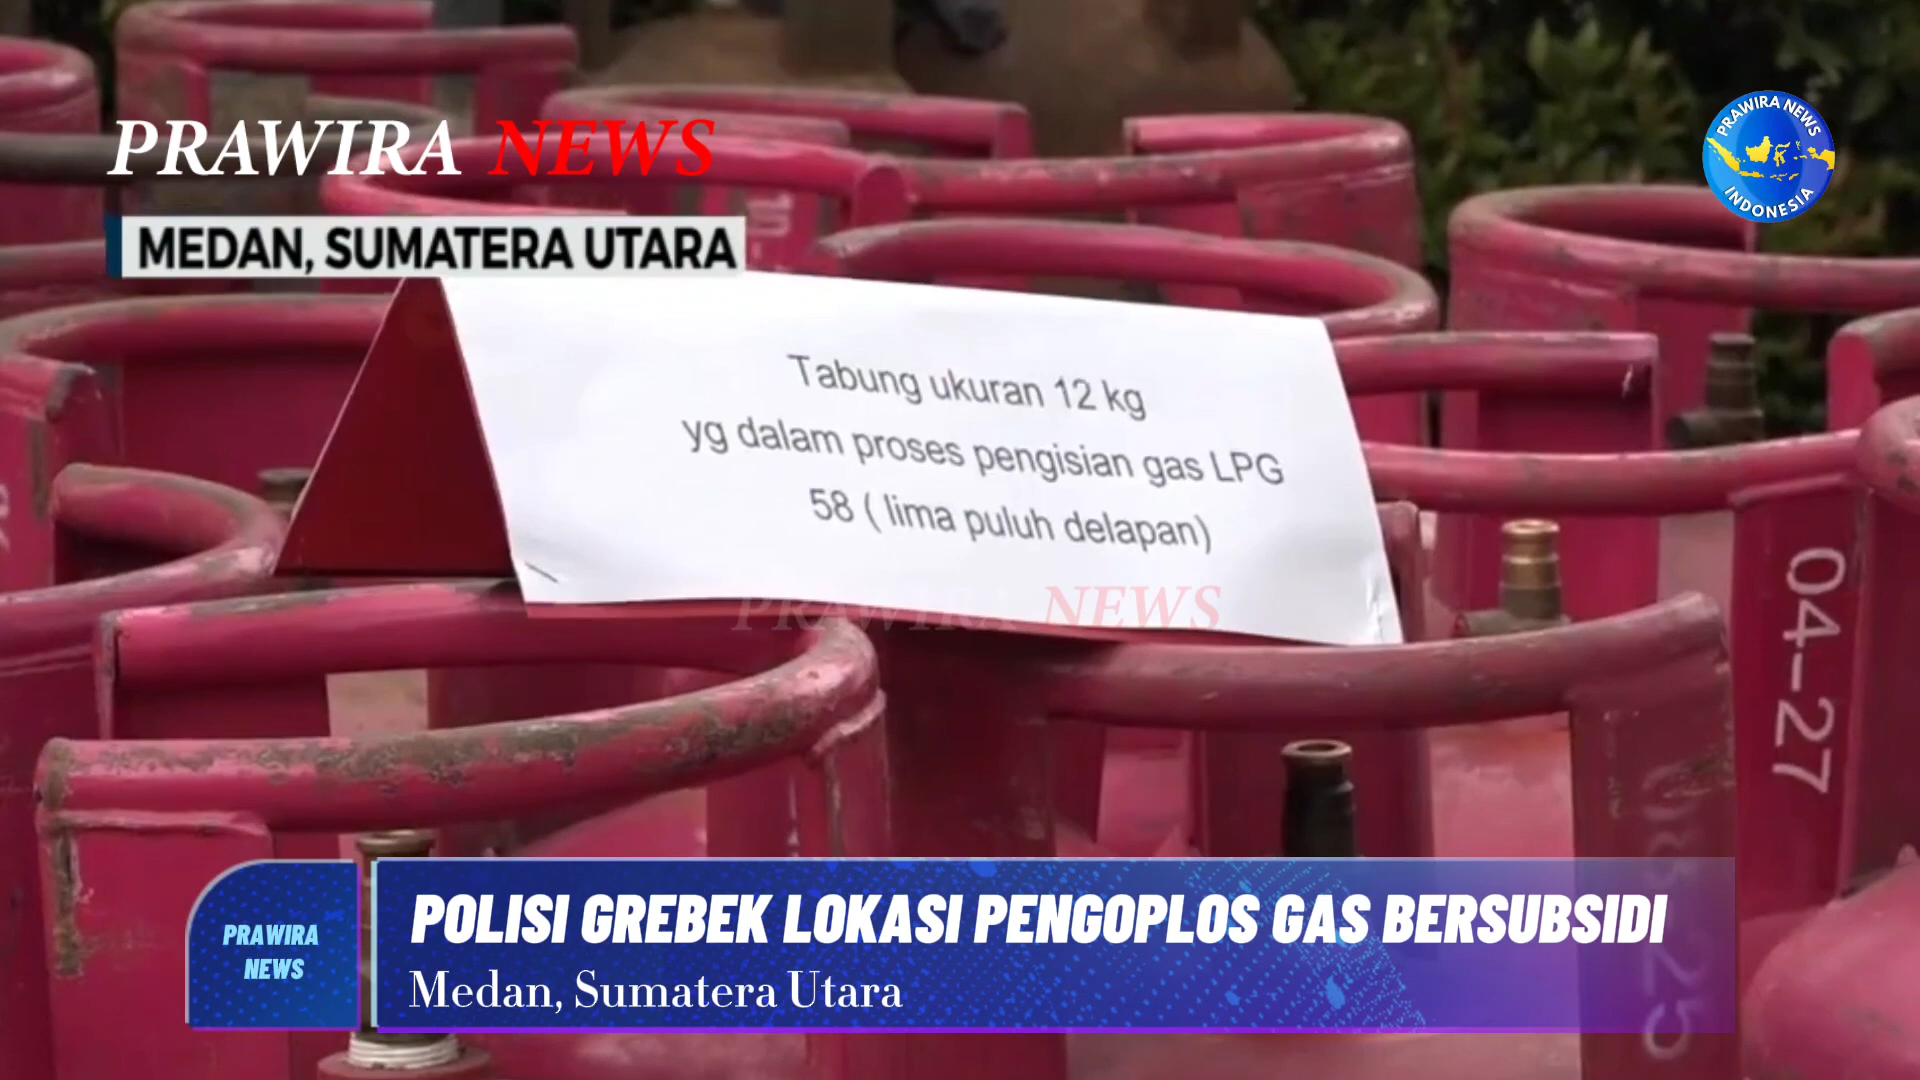 PRAWIRA NEWS
PRAWIRA NEWS
INDONESIA
MEDAN, SUMATERA UTARA
Tabung ukuran 12 kg
yg dalam proses pengisian gas LPG
58 ( lima puluh delapan)
PRAWIRA NEWS
04-27
POLISI GREBEK LOKASI PENGOPLOS GAS BERSUBSIDI
PRAWIRA
NEWS
Medan, Sumatera Utara